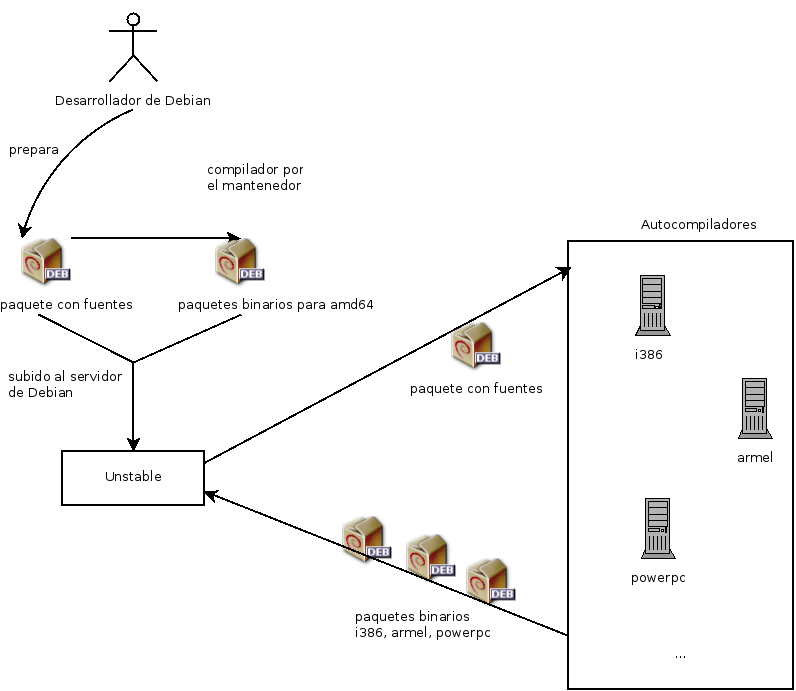 Desarrollador de Debian
prepara
compilador por
el mantenedor
Autocompiladores
DEB
DEB
paquete con fuentes
paquetes binarios para amd64
i386
DEB
subido al servidor
de Debian
paquete con fuentes
armel
Unstable
DEB
DEB
DEB
powerpc
paquetes binarios
i386, armel, powerpc
...